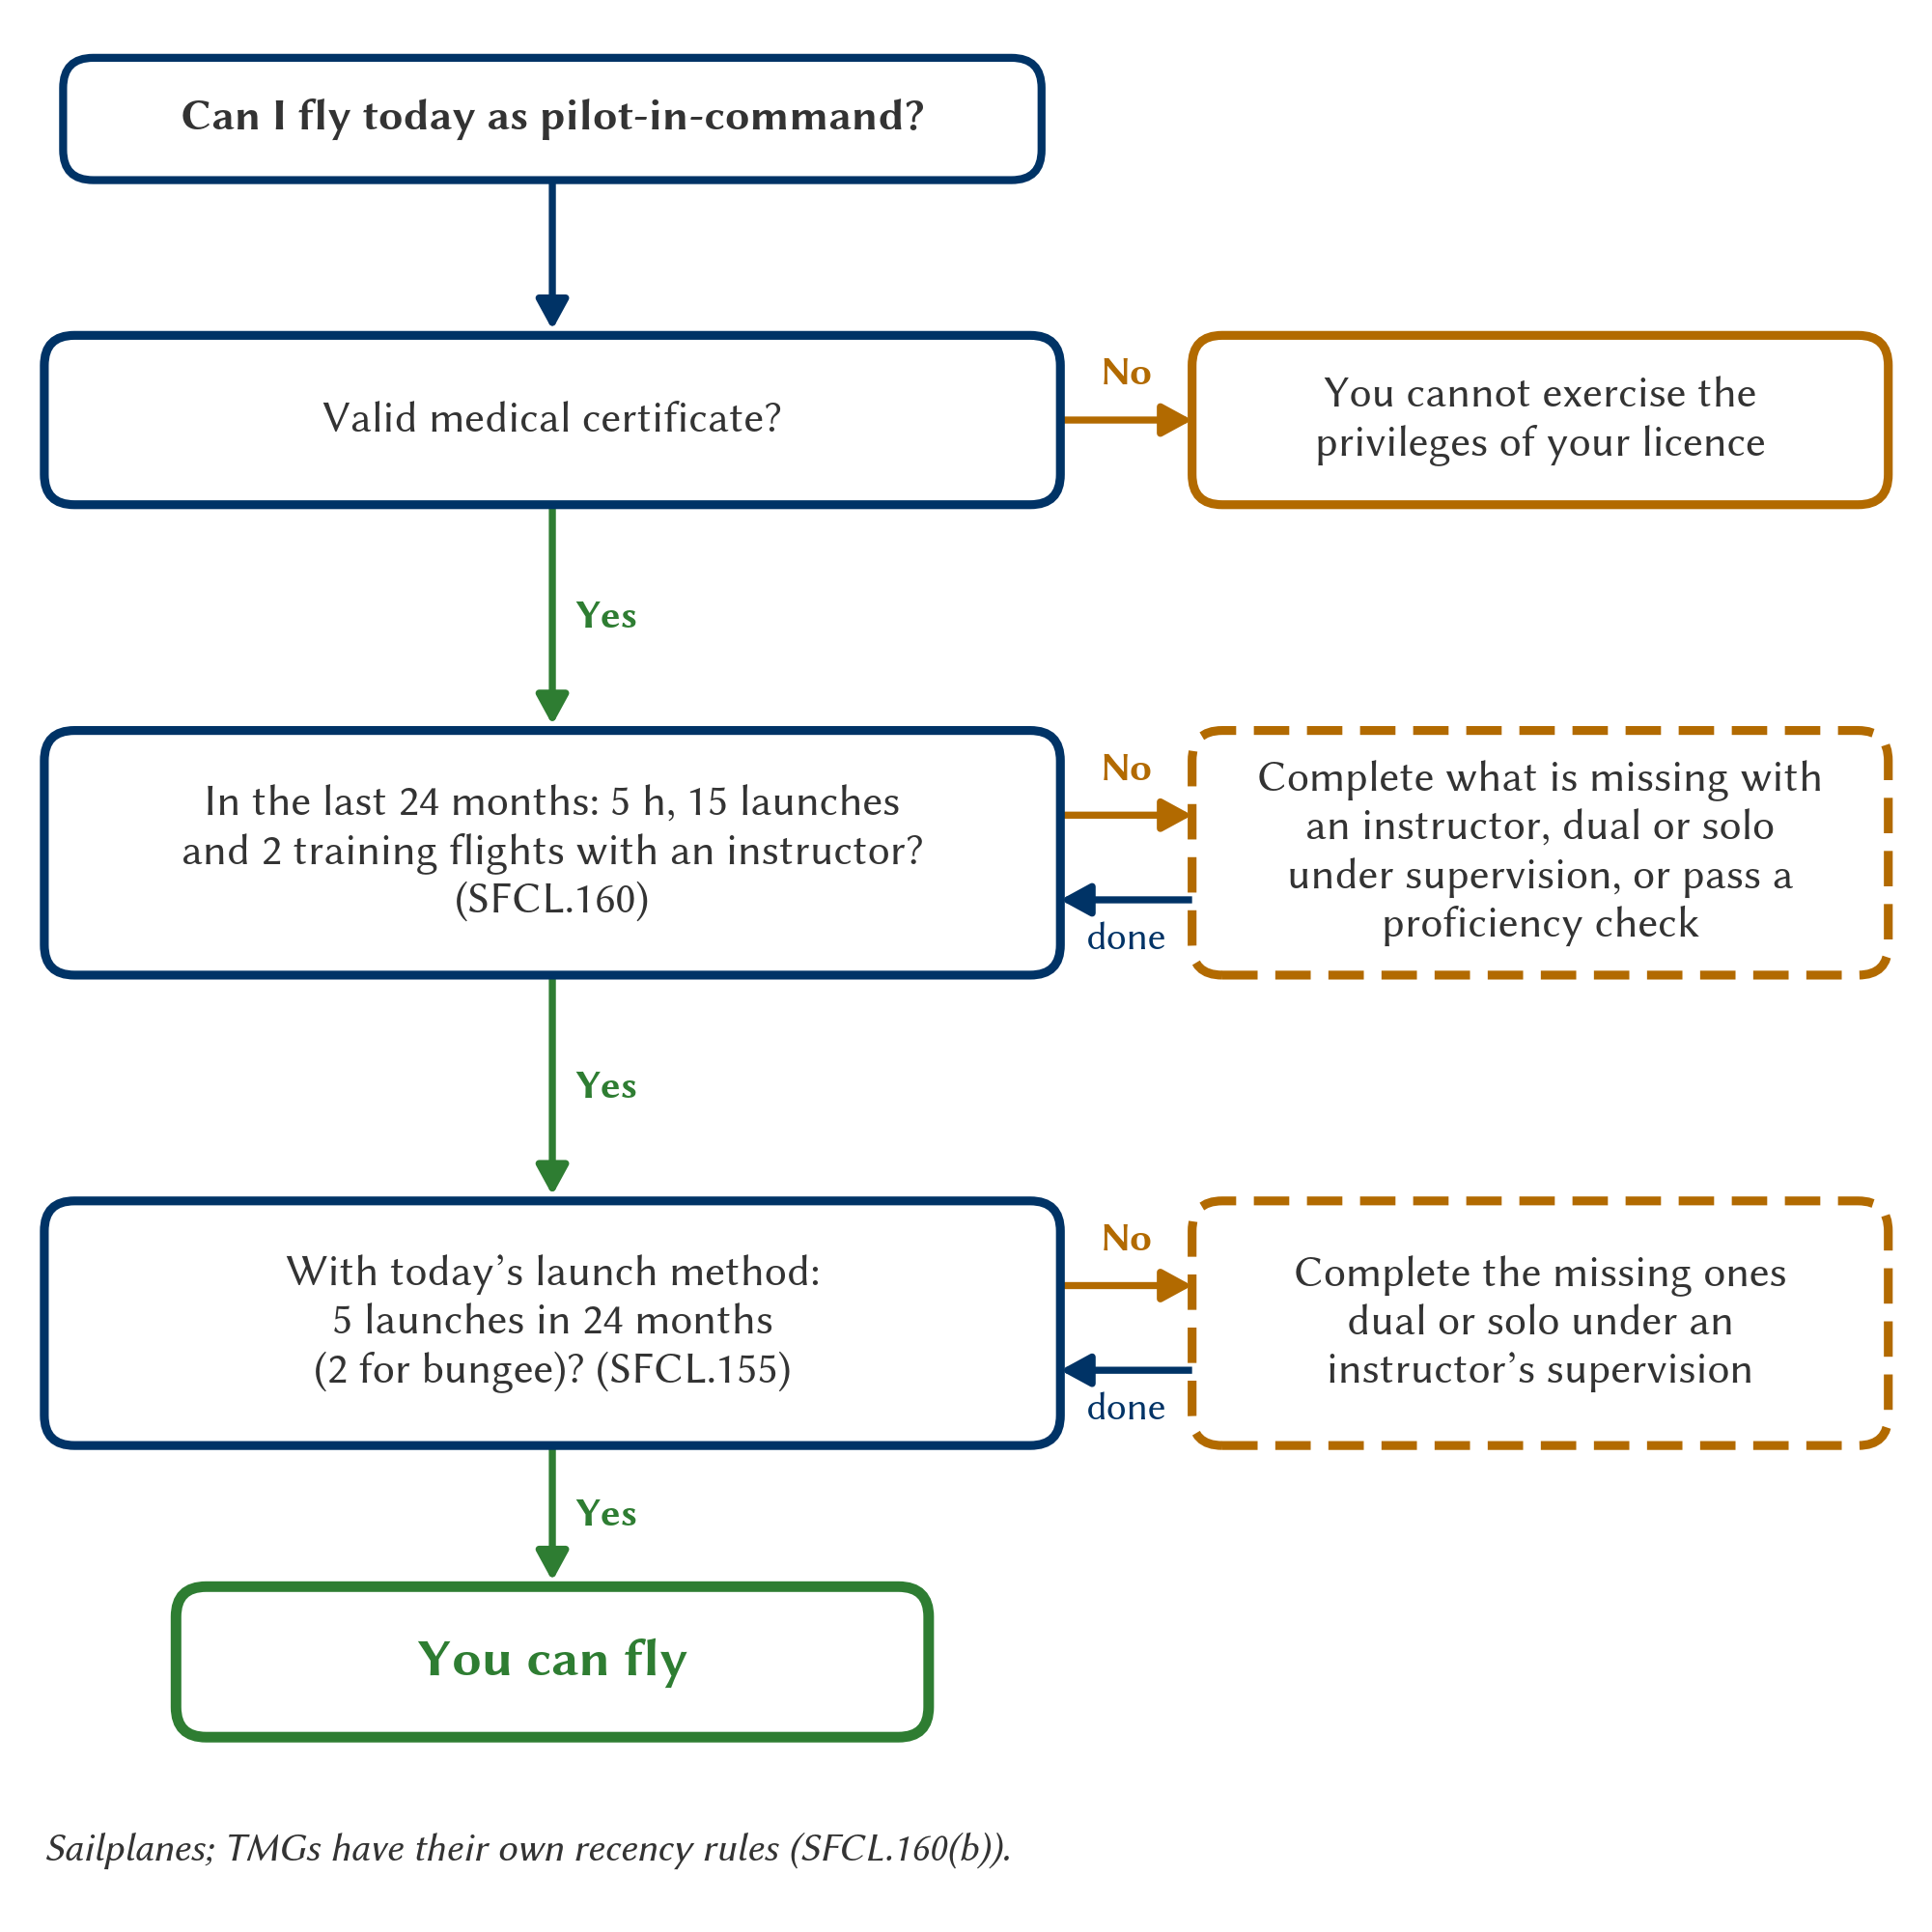 Can I fly today as pilot-in-command?
Valid medical certificate?
No
You cannot exercise the
privileges of your licence
Yes
In the last 24 months: 5 h, 15 launches
and 2 training flights with an instructor?
(SFCL.160)
No
done
Complete what is missing with
an instructor, dual or solo
under supervision, or pass a
proficiency check
Yes
With today’s launch method:
5 launches in 24 months
(2 for bungee)? (SFCL.155)
No
done
Complete the missing ones
dual or solo under an
instructor’s supervision
Yes
You can fly
Sailplanes; TMGs have their own recency rules (SFCL.160(b)).